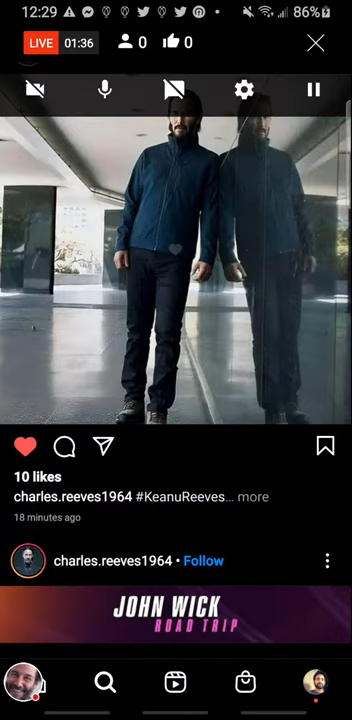 12:29
86%
LIVE 01:36 0 0
10 likes
charles.reeves1964 #KeanuReeves... more
18 minutes ago
charles.reeves1964 • Follow
JOHN WICK
ROAD TRIP